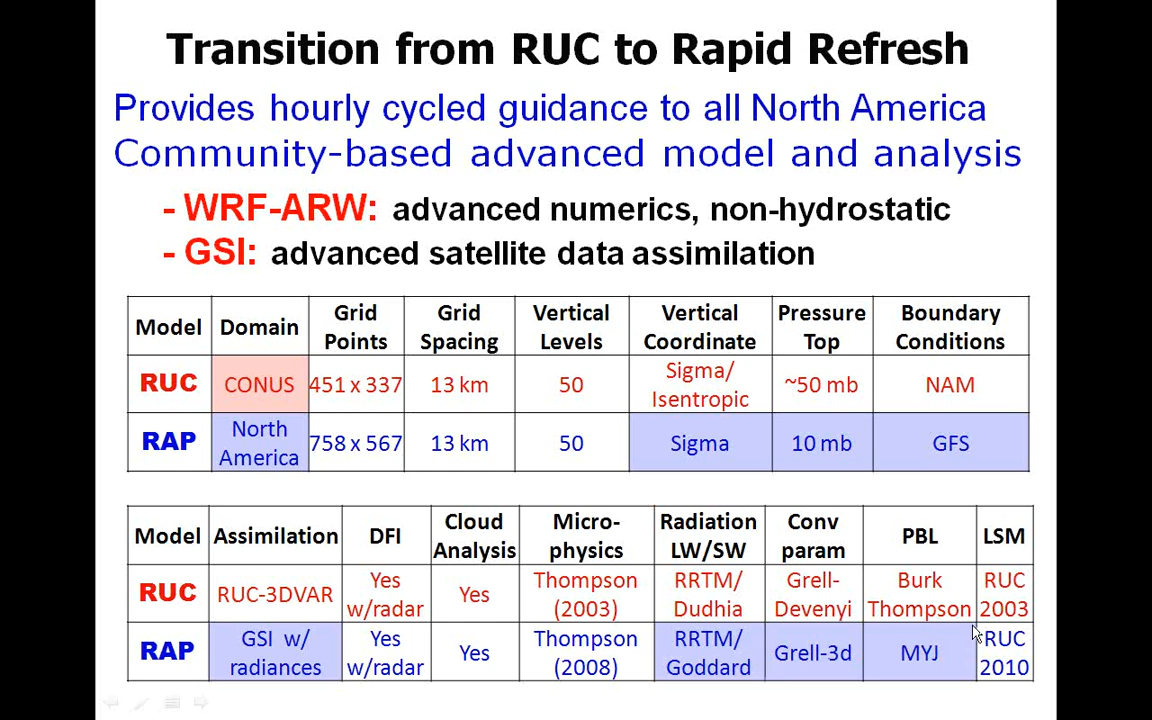 Transition from RUC to Rapid Refresh
Provides hourly cycled guidance to all North America
Community-based advanced model and analysis
- WRF-ARW: advanced numerics, non-hydrostatic
- GSI: advanced satellite data assimilation
Model Domain Grid Points Grid Spacing Vertical Levels Vertical Coordinate Pressure Top Boundary Conditions
RUC CONUS 451 x 337 13 km 50 Sigma/ Isentropic ~50 mb NAM
RAP North America 758 x 567 13 km 50 Sigma 10 mb GFS
Model Assimilation DFI Cloud Analysis Micro- physics Radiation LW/SW Conv param PBL LSM
RUC RUC-3DVAR Yes w/radar Yes Thompson (2003) RRTM/ Dudhia Grell- Devenyi Burk Thompson RUC 2003
RAP GSI w/ radiances Yes w/radar Yes Thompson (2008) RRTM/ Goddard Grell-3d MYJ RUC 2010